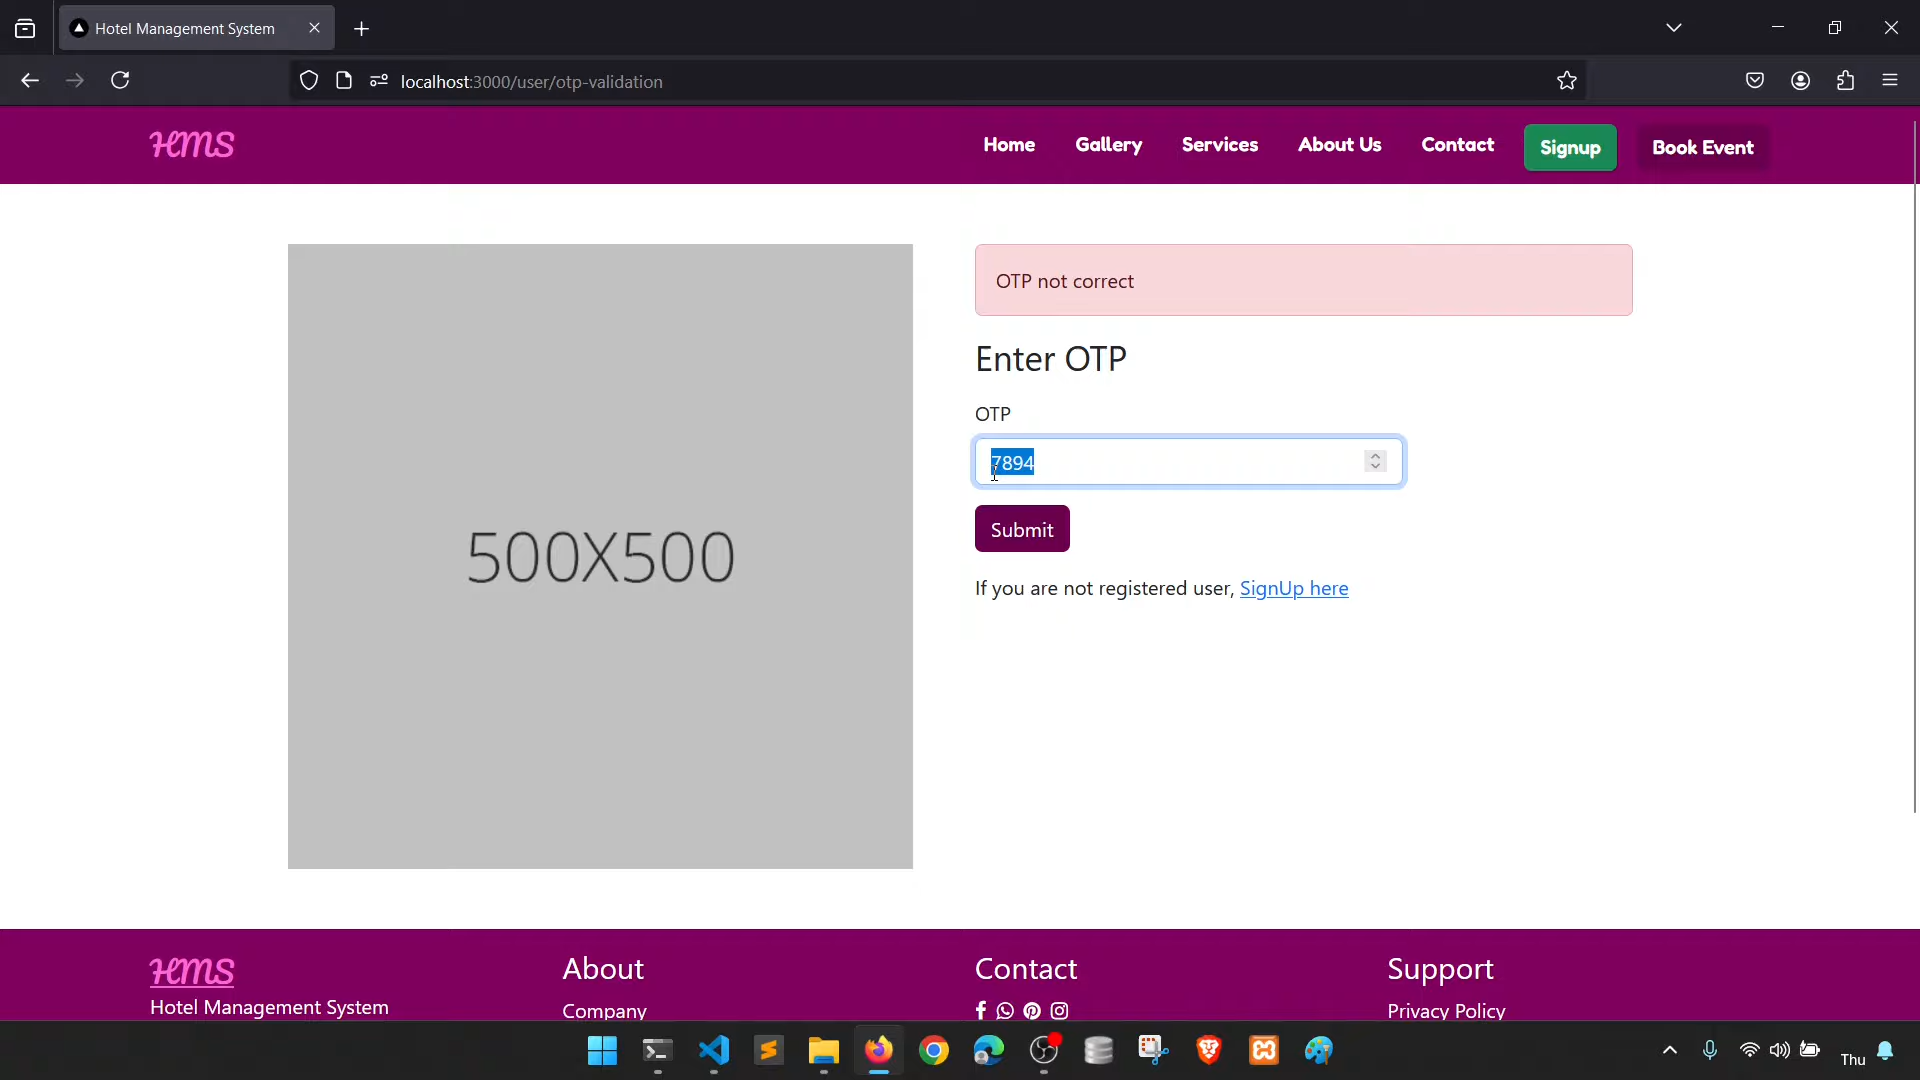 Hotel Management System
localhost:3000/user/otp-validation
HMS
Home Gallery Services About Us Contact Signup Book Event
500X500
OTP not correct
Enter OTP
OTP
7894
Submit
If you are not registered user, SignUp here
HMS
Hotel Management System
About
Company
Contact
Support
Privacy Policy
Thu